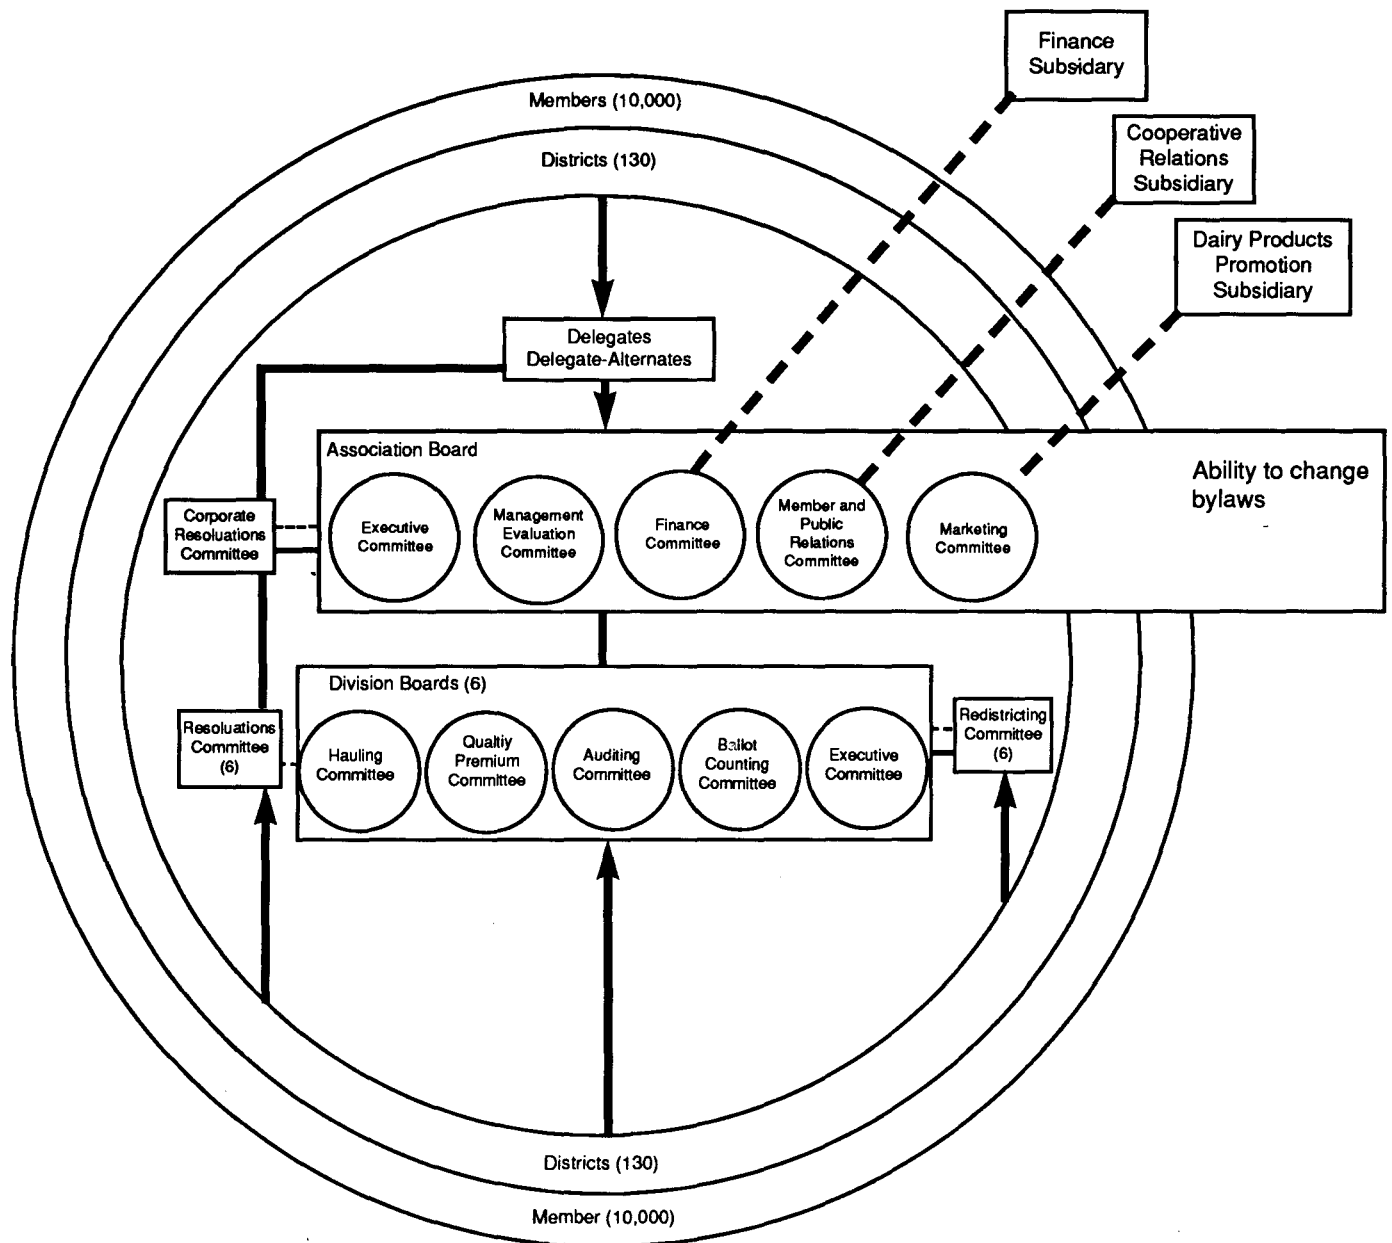 Finance
Subsidary
Members (10,000)
Cooperative
Relations
Subsidiary
Districts (130)
Dairy Products
Promotion
Subsidiary
Delegates
Delegate-Alternates
Association Board
Ability to change
bylaws
Corporate
Resoluations
Committee
Executive
Committee
Management
Evaluation
Committee
Finance
Committee
Member and
Public
Relations
Committee
Marketing
Committee
Division Boards (6)
Resoluations
Committee
(6)
Hauling
Committee
Qualtiy
Premium
Committee
Auditing
Committee
Ballot
Counting
Committee
Executive
Committee
Redistricting
Committee
(6)
Districts (130)
Member (10,000)